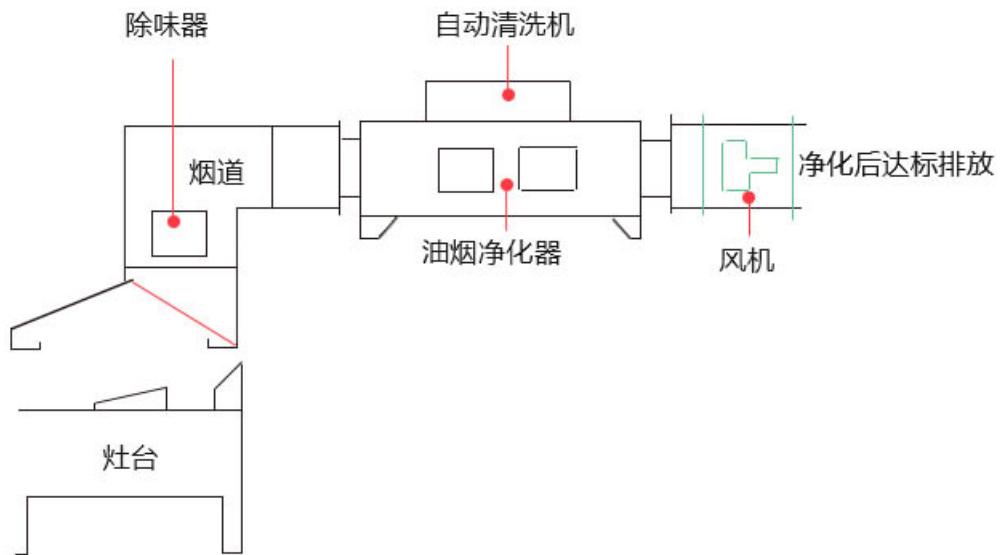 除味器
自动清洗机
烟道
净化后达标排放
油烟净化器
风机
灶台